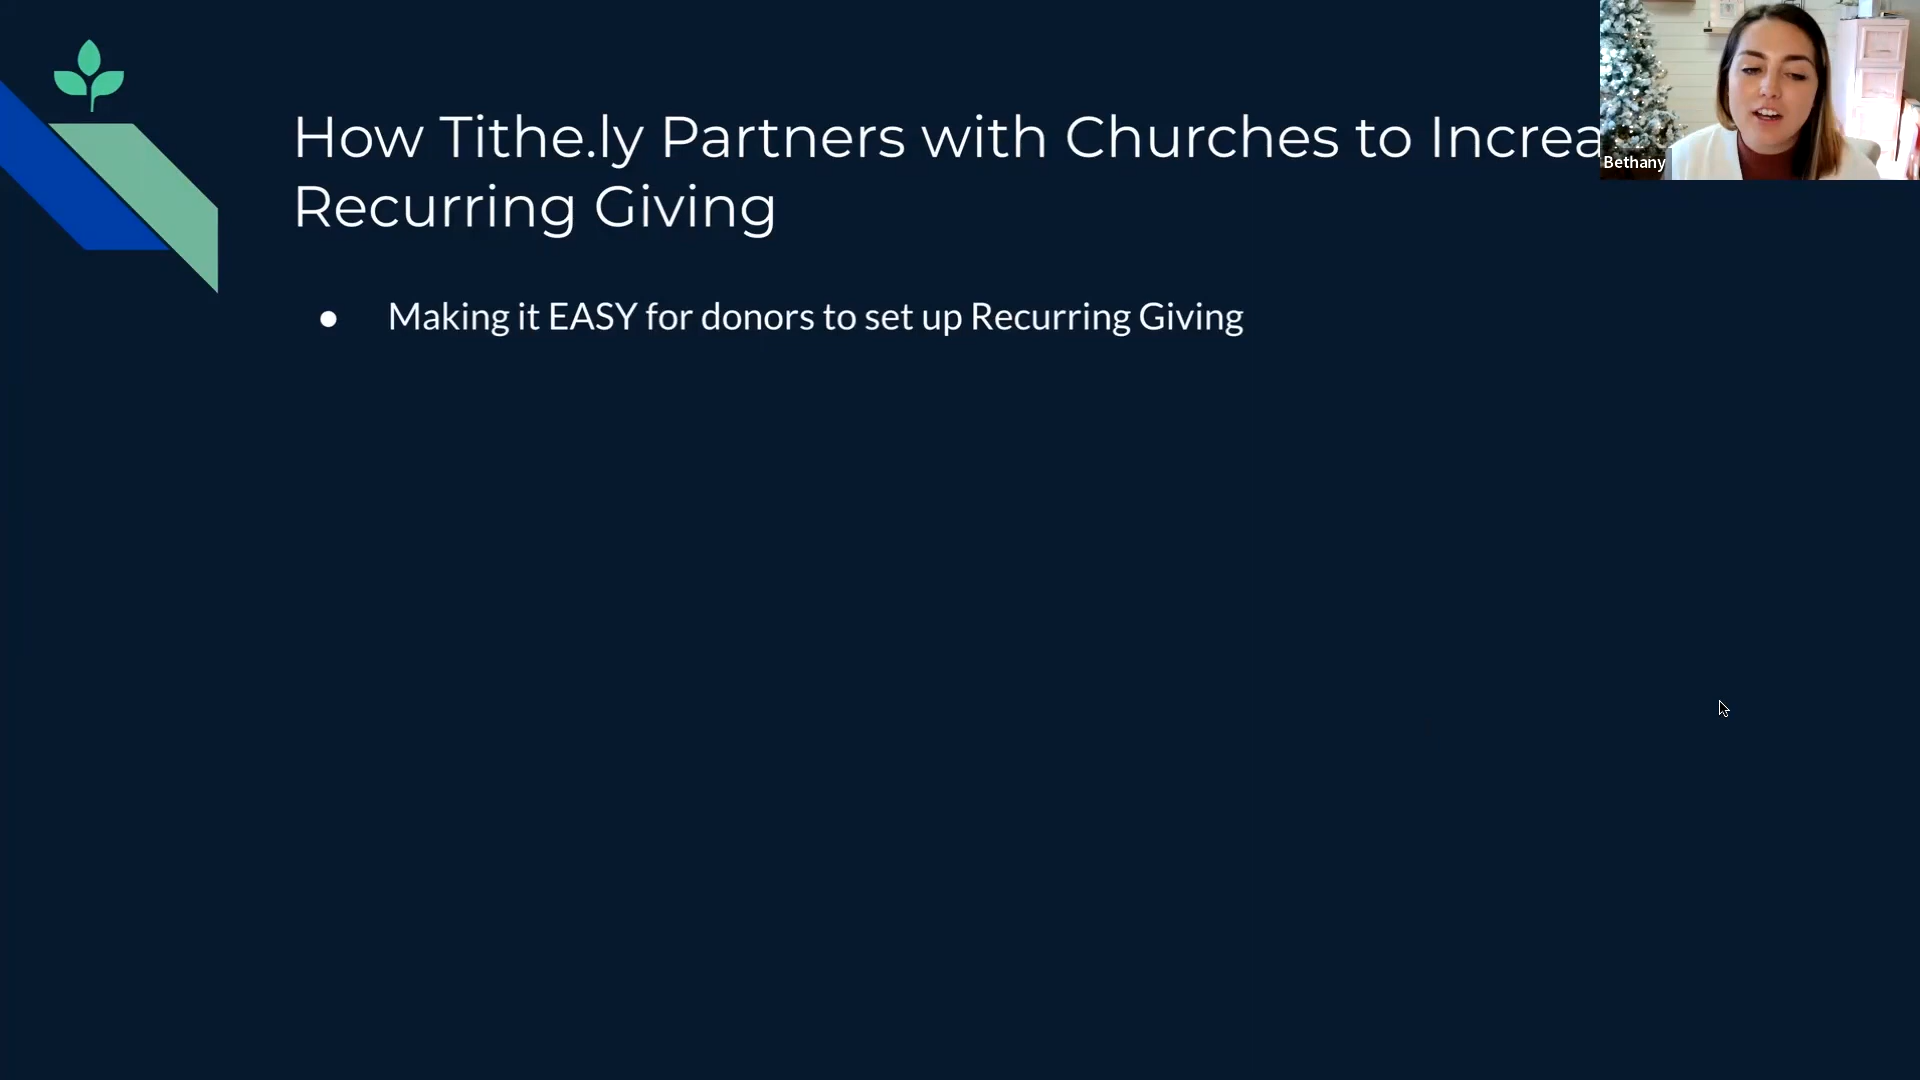 How Tithe.ly Partners with Churches to Increa
Recurring Giving
● Making it EASY for donors to set up Recurring Giving
Bethany